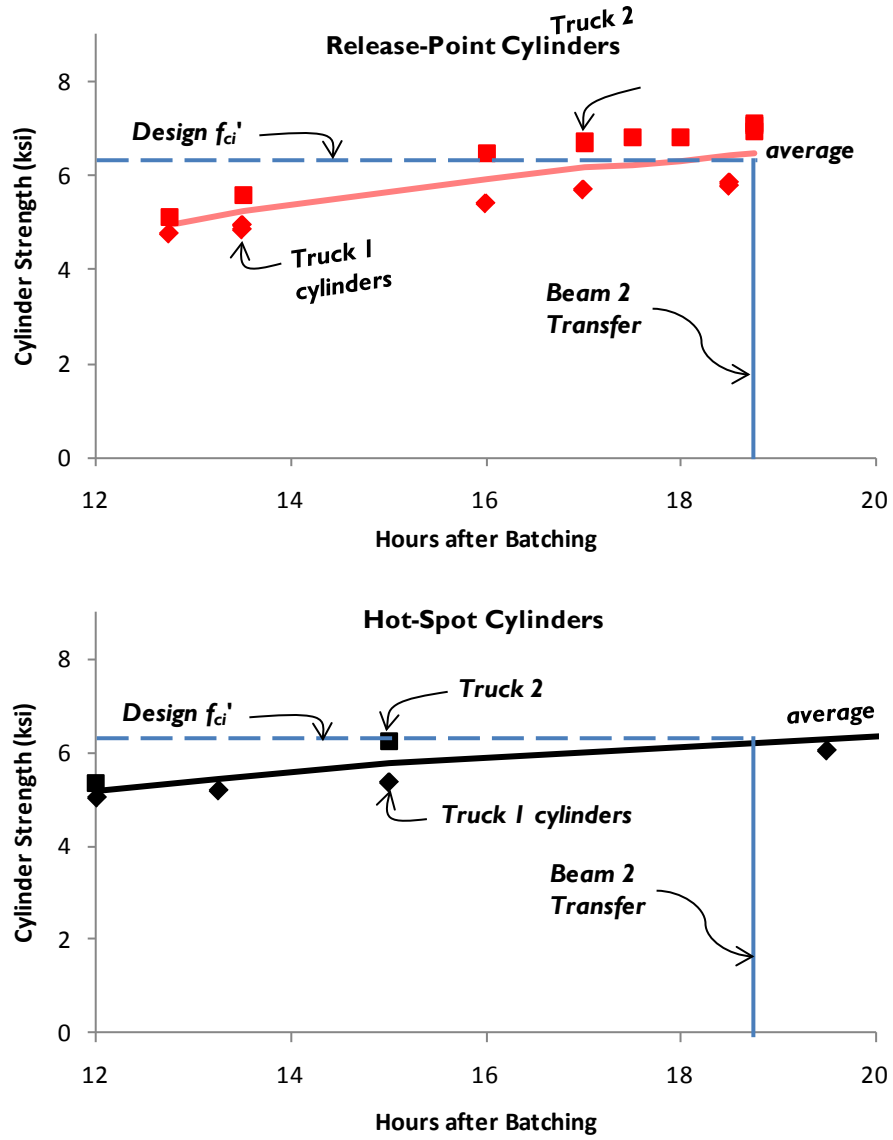 Truck 2
Release-Point Cylinders
Design fci'
average
Truck 1
cylinders
Beam 2
Transfer
Cylinder Strength (ksi)
8
6
4
2
0
12 14 16 18 20
Hours after Batching
Hot-Spot Cylinders
Truck 2
Design fci'
average
Truck 1 cylinders
Beam 2
Transfer
Cylinder Strength (ksi)
8
6
4
2
0
12 14 16 18 20
Hours after Batching